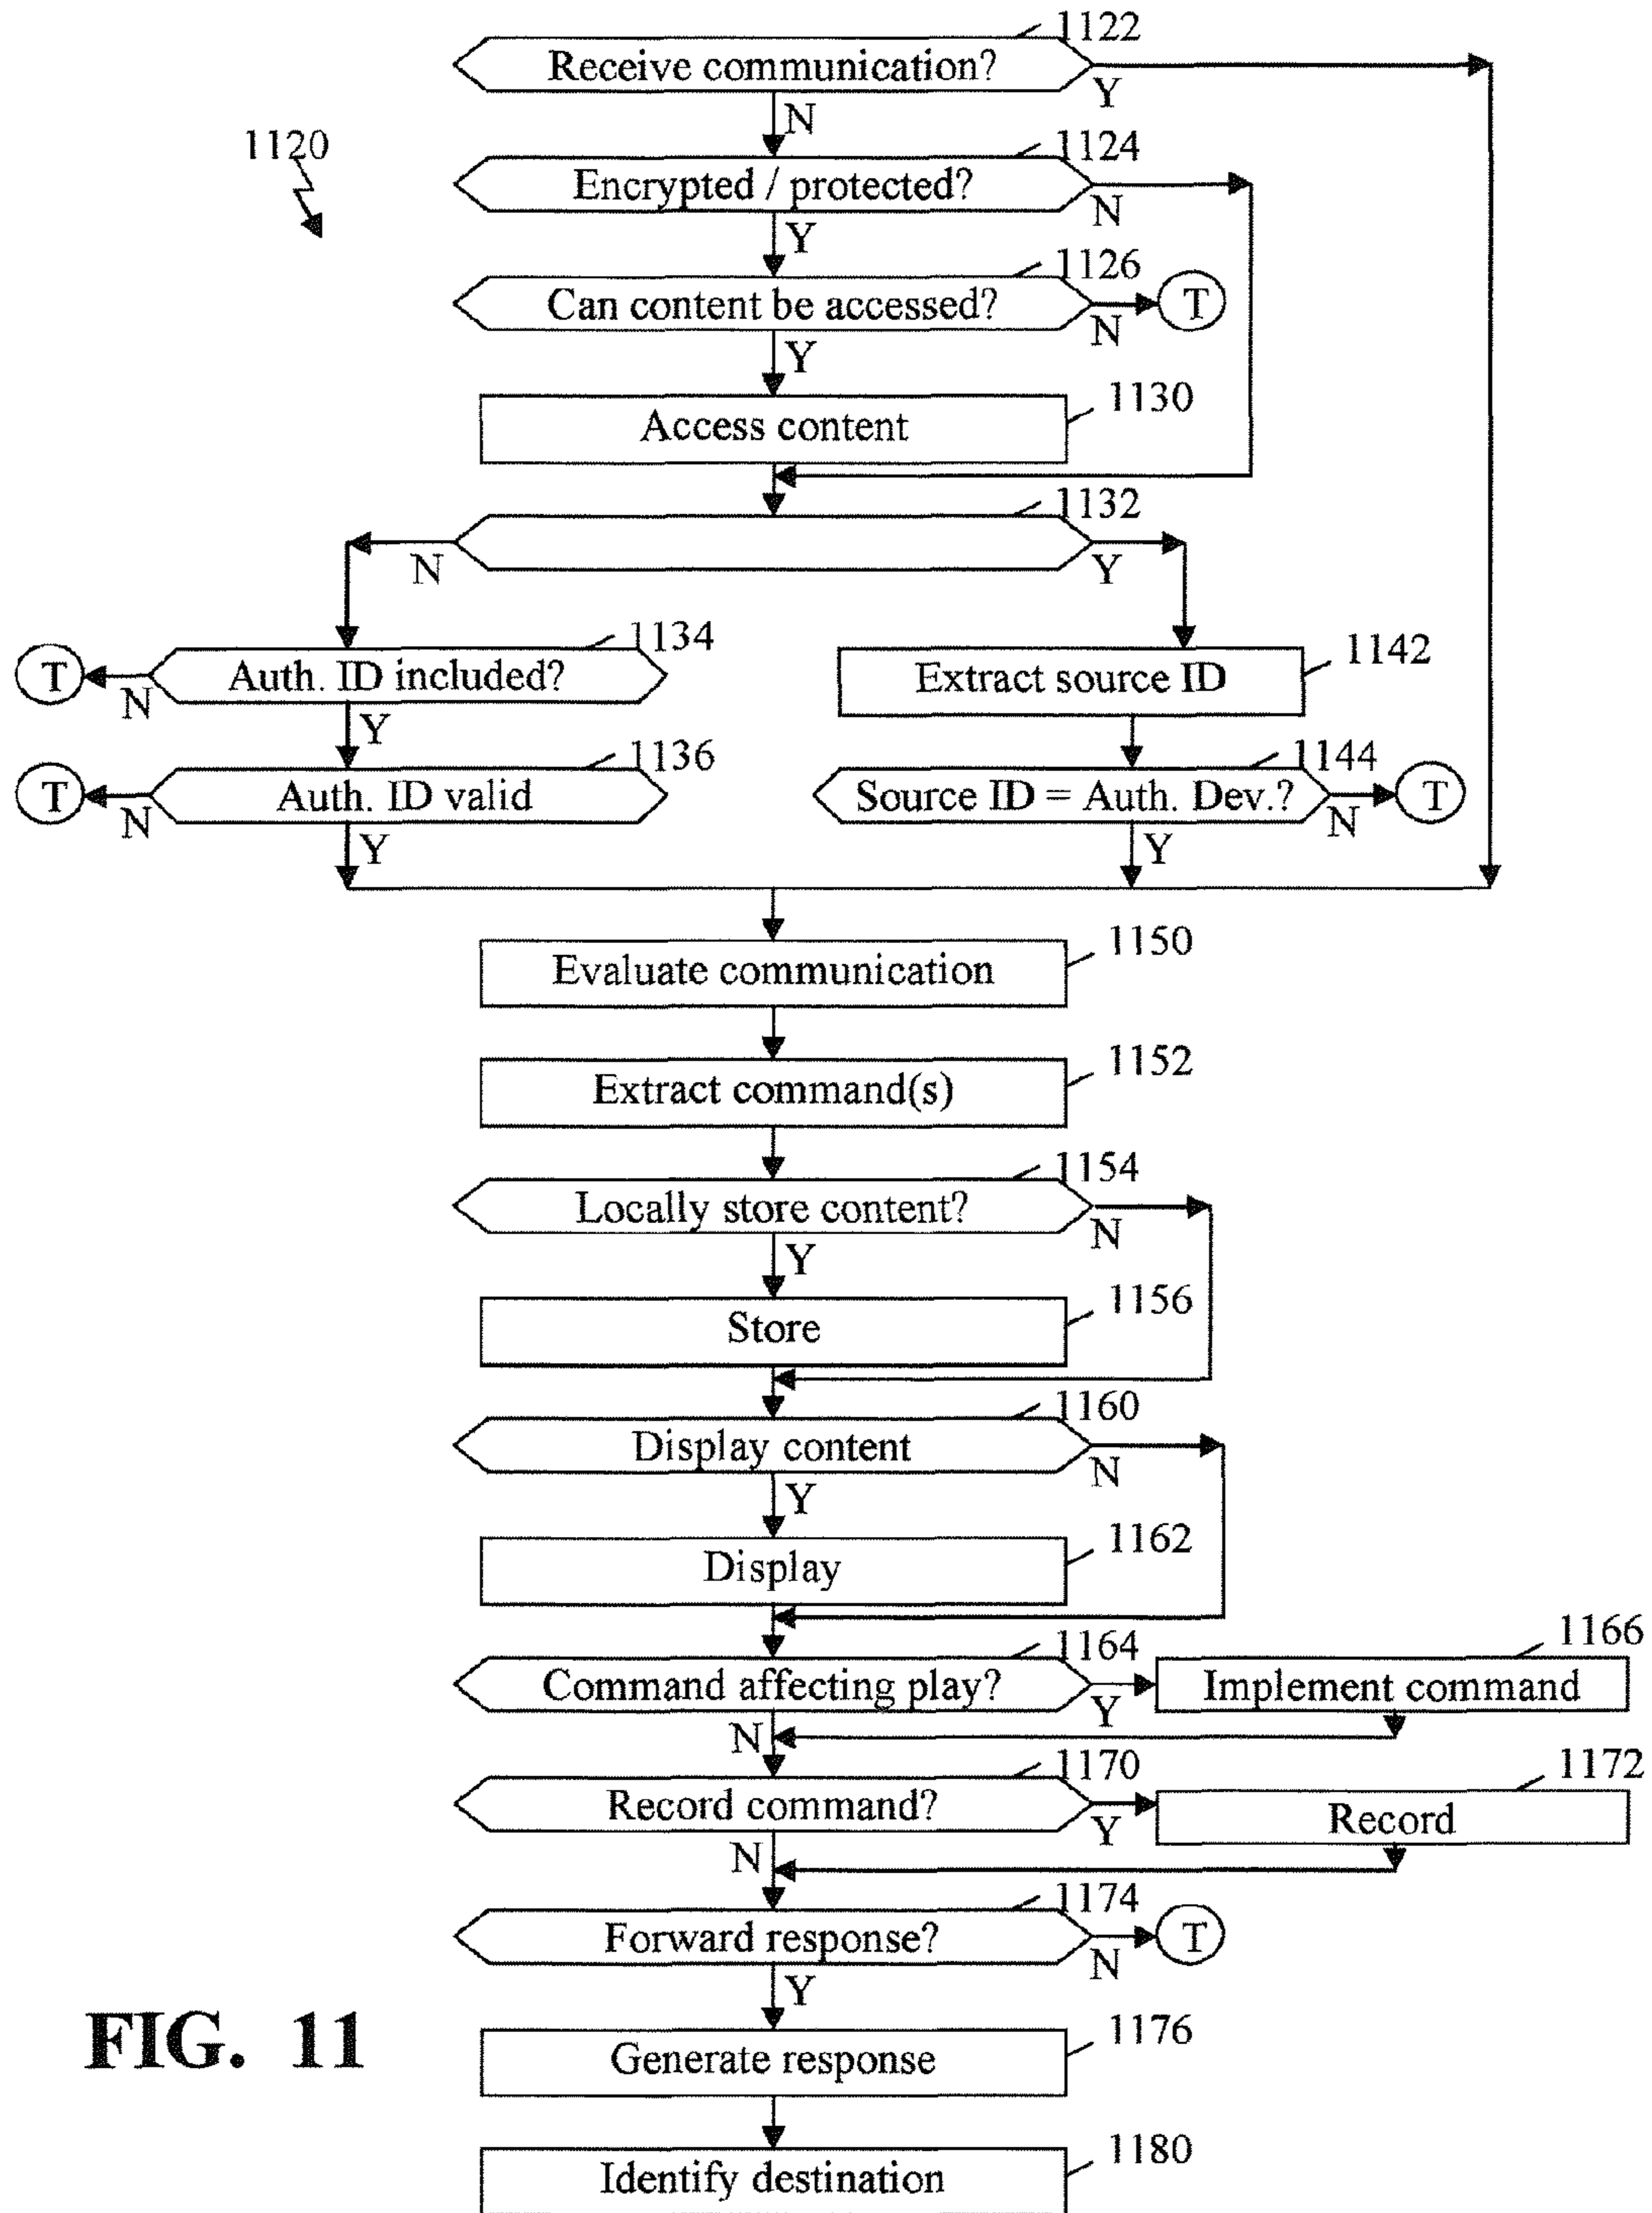 1122
Receive communication?
Y
N
1120
1124
Encrypted / protected?
N
Y
1126
Can content be accessed?
N
T
Y
1130
Access content
1132
N
Y
1134
T
N
Auth. ID included?
1142
Extract source ID
Y
1136
T
N
Auth. ID valid
1144
Source ID = Auth. Dev.?
N
T
Y
Y
1150
Evaluate communication
1152
Extract command(s)
1154
Locally store content?
N
Y
1156
Store
1160
Display content
N
Y
1162
Display
1164
Command affecting play?
Y
1166
Implement command
N
1170
Record command?
Y
1172
Record
N
1174
Forward response?
N
T
Y
FIG. 11
1176
Generate response
1180
Identify destination